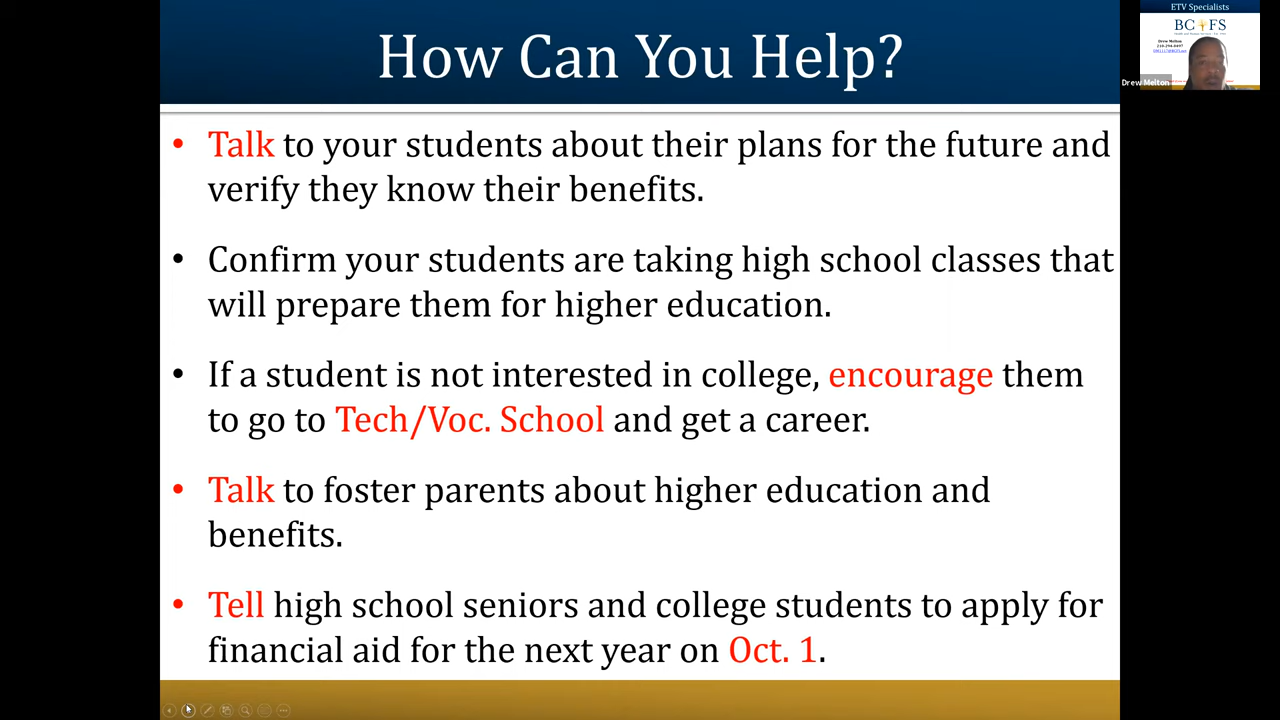 How Can You Help?
• Talk to your students about their plans for the future and
verify they know their benefits.
• Confirm your students are taking high school classes that
will prepare them for higher education.
• If a student is not interested in college, encourage them
to go to Tech/Voc. School and get a career.
• Talk to foster parents about higher education and
benefits.
• Tell high school seniors and college students to apply for
financial aid for the next year on Oct. 1.
ETV Specialists
BCFS
Drew Melton
Drew Melton